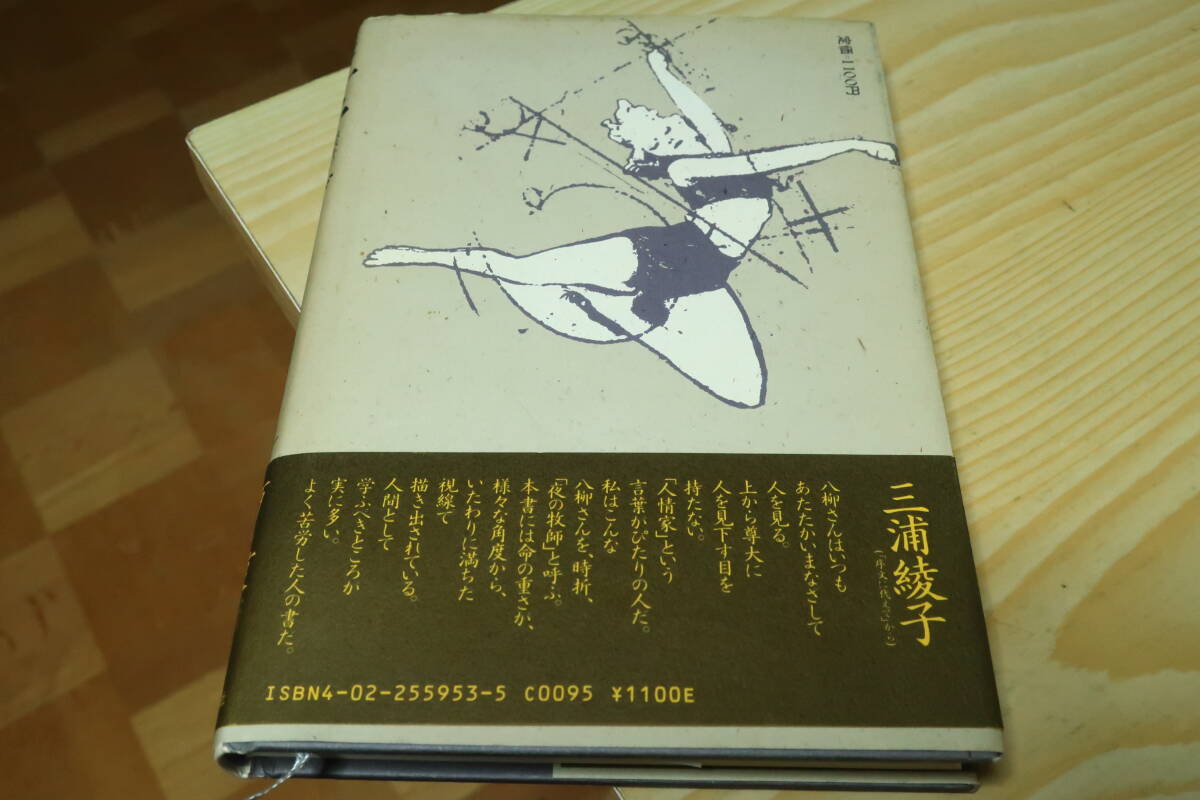 定価・1100円
三浦綾子
(「序文に代えて」から)
八柳さんはいつも
あたたかいまなざしで
人を見る。
上から尊大に
人を見下す目を
持たない。
「人情家」という
言葉がぴたりの人だ。
私はこんな
八柳さんを、時折、
「夜の牧師」と呼ぶ。
本書には命の重さが、
様々な角度から、
いたわりに満ちた
視線で
描き出されている。
人間として
学ぶべきところが
実に多い。
よく苦労した人の書だ。
ISBN4-02-255953-5 C0095 ¥1100E